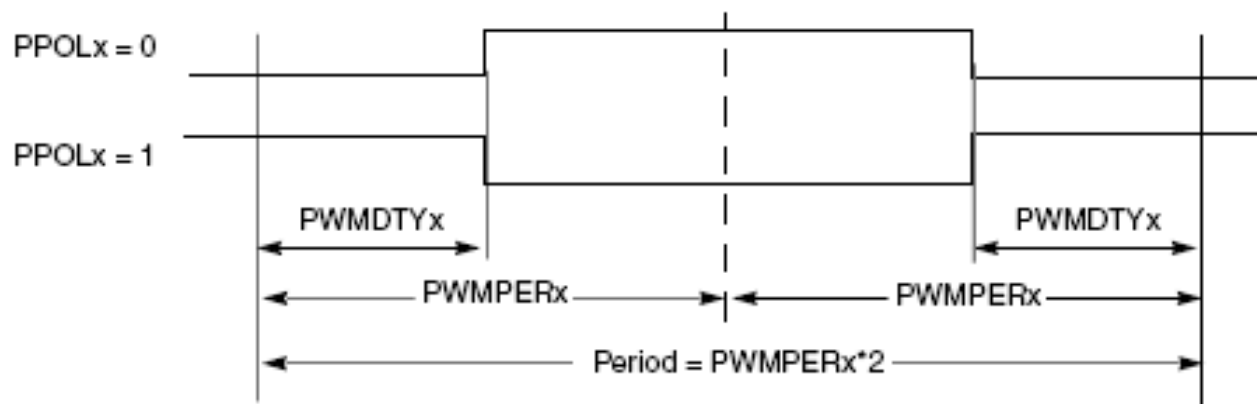 PPOLx = 0
PPOLx = 1
PWMDTYx
PWMDTYx
PWMPERx
PWMPERx
Period = PWMPERx*2